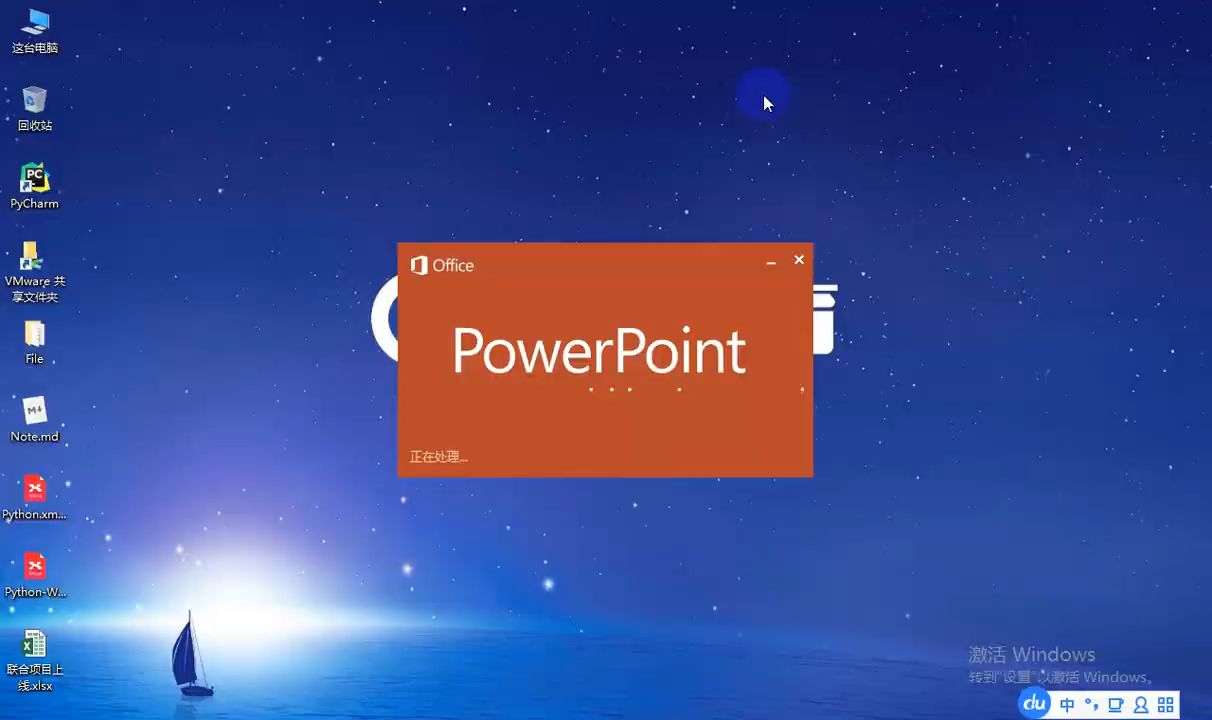 这台电脑
回收站
PC
PyCharm
VMware 共
享文件夹
File
M↓
Note.md
Python.xm...
Python-W...
联合项目上
线.xlsx
Office
PowerPoint
正在处理...
激活 Windows
转到"设置"以激活 Windows。
du 中